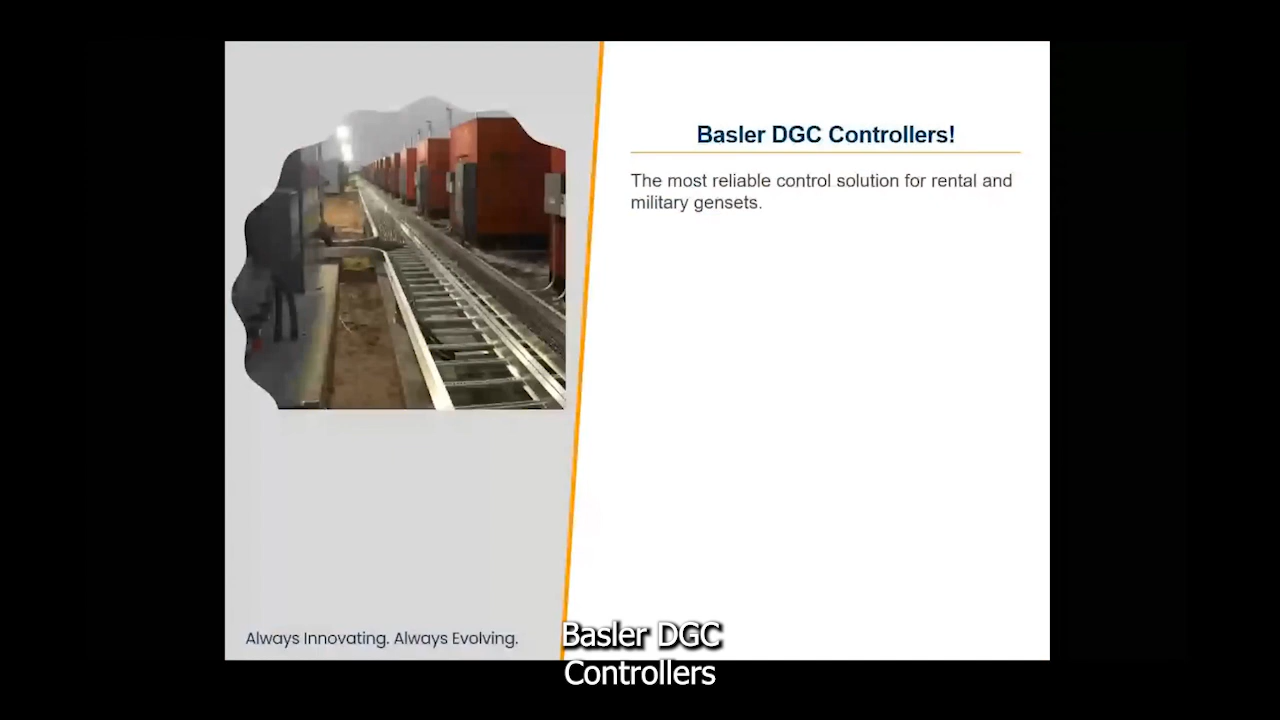 Basler DGC Controllers!
The most reliable control solution for rental and
military gensets.
Always Innovating. Always Evolving.
Basler DGC
Controllers